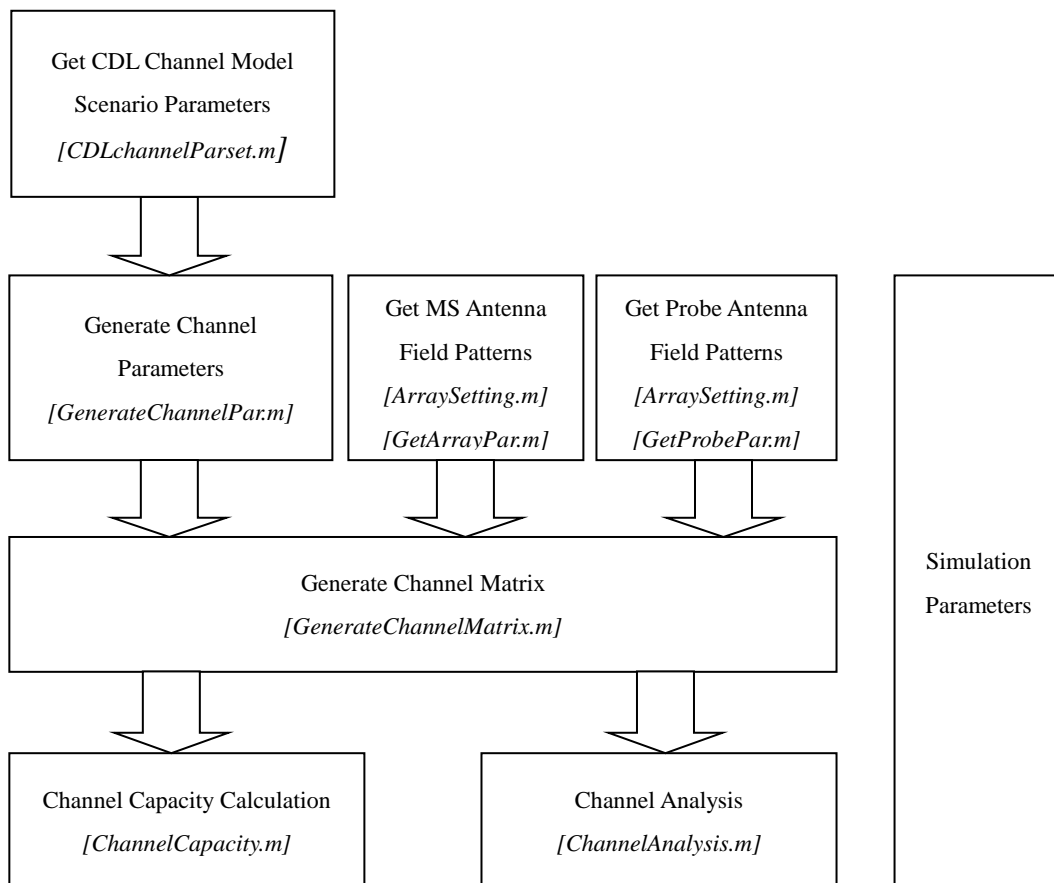 Get CDL Channel Model
Scenario Parameters
[CDLchannelParset.m]
Generate Channel
Parameters
[GenerateChannelPar.m]
Get MS Antenna
Field Patterns
[ArraySetting.m]
[GetArrayPar.m]
Get Probe Antenna
Field Patterns
[ArraySetting.m]
[GetProbePar.m]
Generate Channel Matrix
[GenerateChannelMatrix.m]
Simulation
Parameters
Channel Capacity Calculation
[ChannelCapacity.m]
Channel Analysis
[ChannelAnalysis.m]